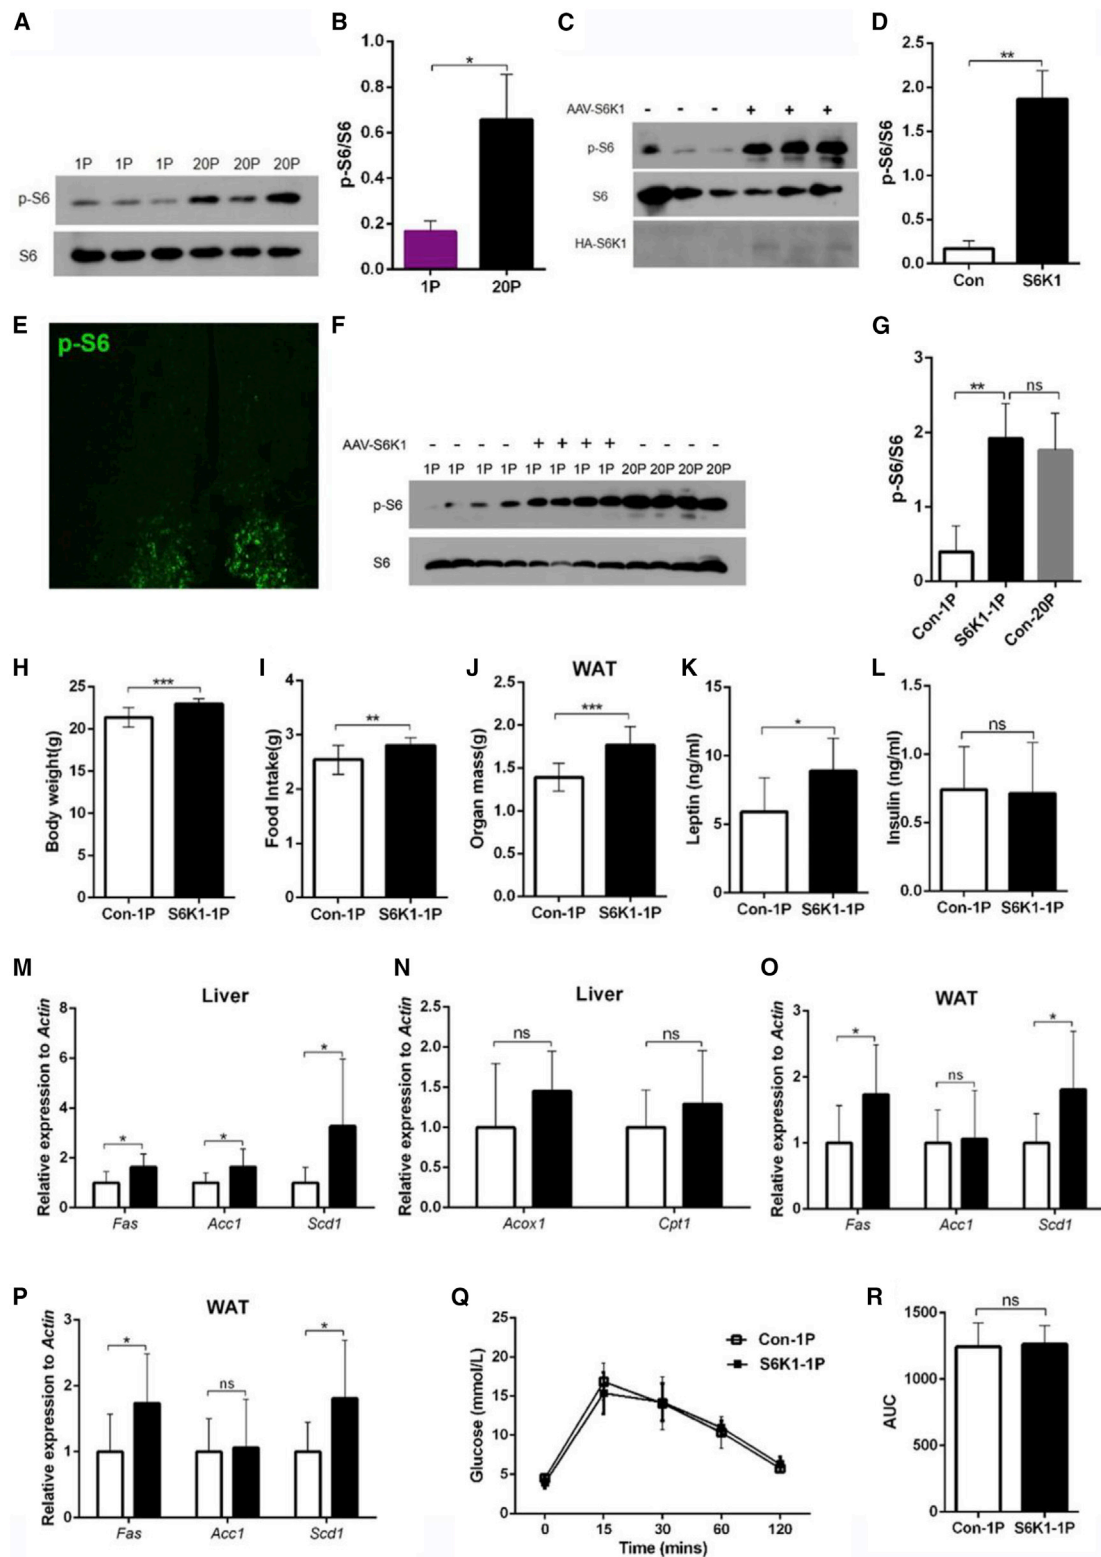 A
1P 1P 1P 20P 20P 20P
p-S6
S6
B
p-S6/S6
1.0
0.8
0.6
0.4
0.2
0.0
*
1P 20P
C
AAV-S6K1 - - - + + +
p-S6
S6
HA-S6K1
D
p-S6/S6
2.5
2.0
1.5
1.0
0.5
0.0
**
Con S6K1
E
p-S6
F
AAV-S6K1 - - - - + + + + - - - -
1P 1P 1P 1P 1P 1P 1P 1P 20P 20P 20P 20P
p-S6
S6
G
p-S6/S6
3
2
1
0
** ns
Con-1P S6K1-1P Con-20P
H
Body weight(g)
25
20
15
10
5
0
***
Con-1P S6K1-1P
I
Food Intake(g)
4
3
2
1
0
**
Con-1P S6K1-1P
J
WAT
Organ mass(g)
2.5
2.0
1.5
1.0
0.5
0.0
***
Con-1P S6K1-1P
K
Leptin (ng/ml)
15
10
5
0
*
Con-1P S6K1-1P
L
Insulin (ng/ml)
1.5
1.0
0.5
0.0
ns
Con-1P S6K1-1P
M
Liver
Relative expression to Actin
8
6
4
2
0
* * *
Fas Acc1 Scd1
N
Liver
Relative expression to Actin
2.5
2.0
1.5
1.0
0.5
0.0
ns ns
Acox1 Cpt1
O
WAT
Relative expression to Actin
3
2
1
0
* ns *
Fas Acc1 Scd1
P
WAT
Relative expression to Actin
3
2
1
0
* ns *
Fas Acc1 Scd1
Q
Glucose (mmol/L)
25
20
15
10
5
0
Con-1P
S6K1-1P
0 15 30 60 120
Time (mins)
R
AUC
1500
1000
500
0
ns
Con-1P S6K1-1P